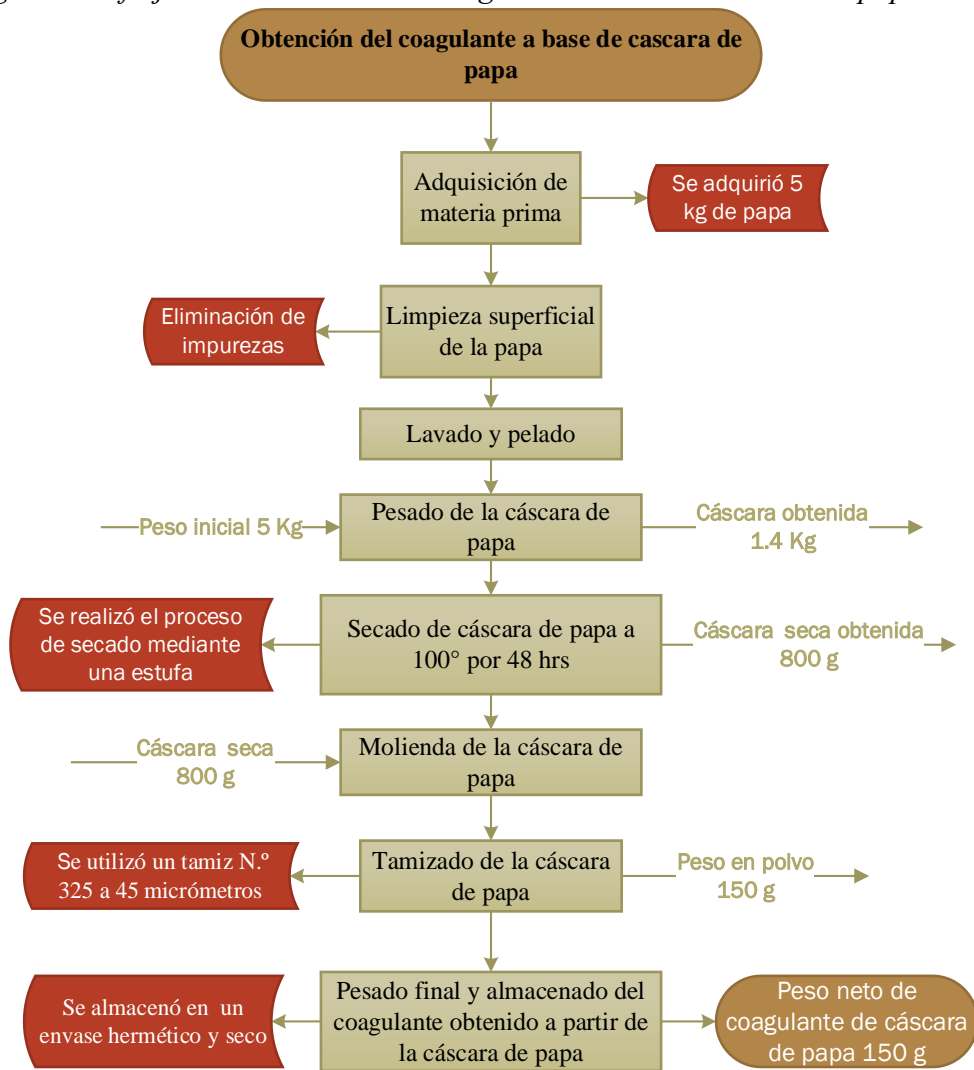 Obtención del coagulante a base de cascara de
papa
Adquisición de
materia prima
Se adquirió 5
kg de papa
Eliminación de
impurezas
Limpieza superficial
de la papa
Lavado y pelado
Peso inicial 5 Kg
Pesado de la cáscara de
papa
Cáscara obtenida
1.4 Kg
Se realizó el proceso
de secado mediante
una estufa
Secado de cáscara de papa a
100° por 48 hrs
Cáscara seca obtenida
800 g
Cáscara seca
800 g
Molienda de la cáscara de
papa
Se utilizó un tamiz N.º
325 a 45 micrómetros
Tamizado de la cáscara
de papa
Peso en polvo
150 g
Se almacenó en un
envase hermético y seco
Pesado final y almacenado del
coagulante obtenido a partir de
la cáscara de papa
Peso neto de
coagulante de cáscara
de papa 150 g